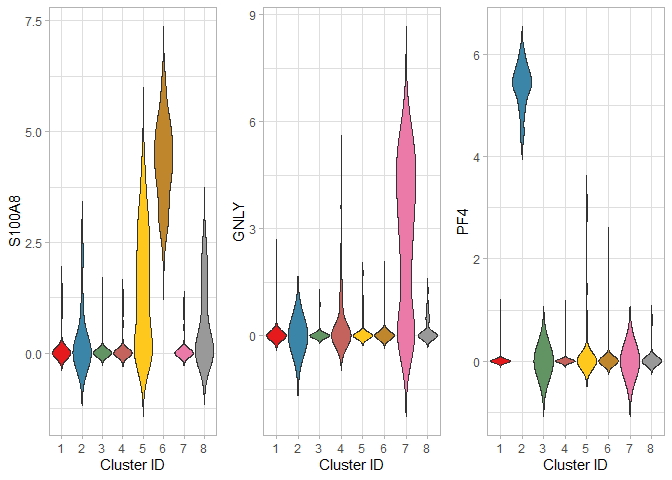 S100A8
7.5
5.0
2.5
0.0
1 2 3 4 5 6 7 8
Cluster ID
GNLY
9
6
3
0
1 2 3 4 5 6 7 8
Cluster ID
PF4
6
4
2
0
1 2 3 4 5 6 7 8
Cluster ID